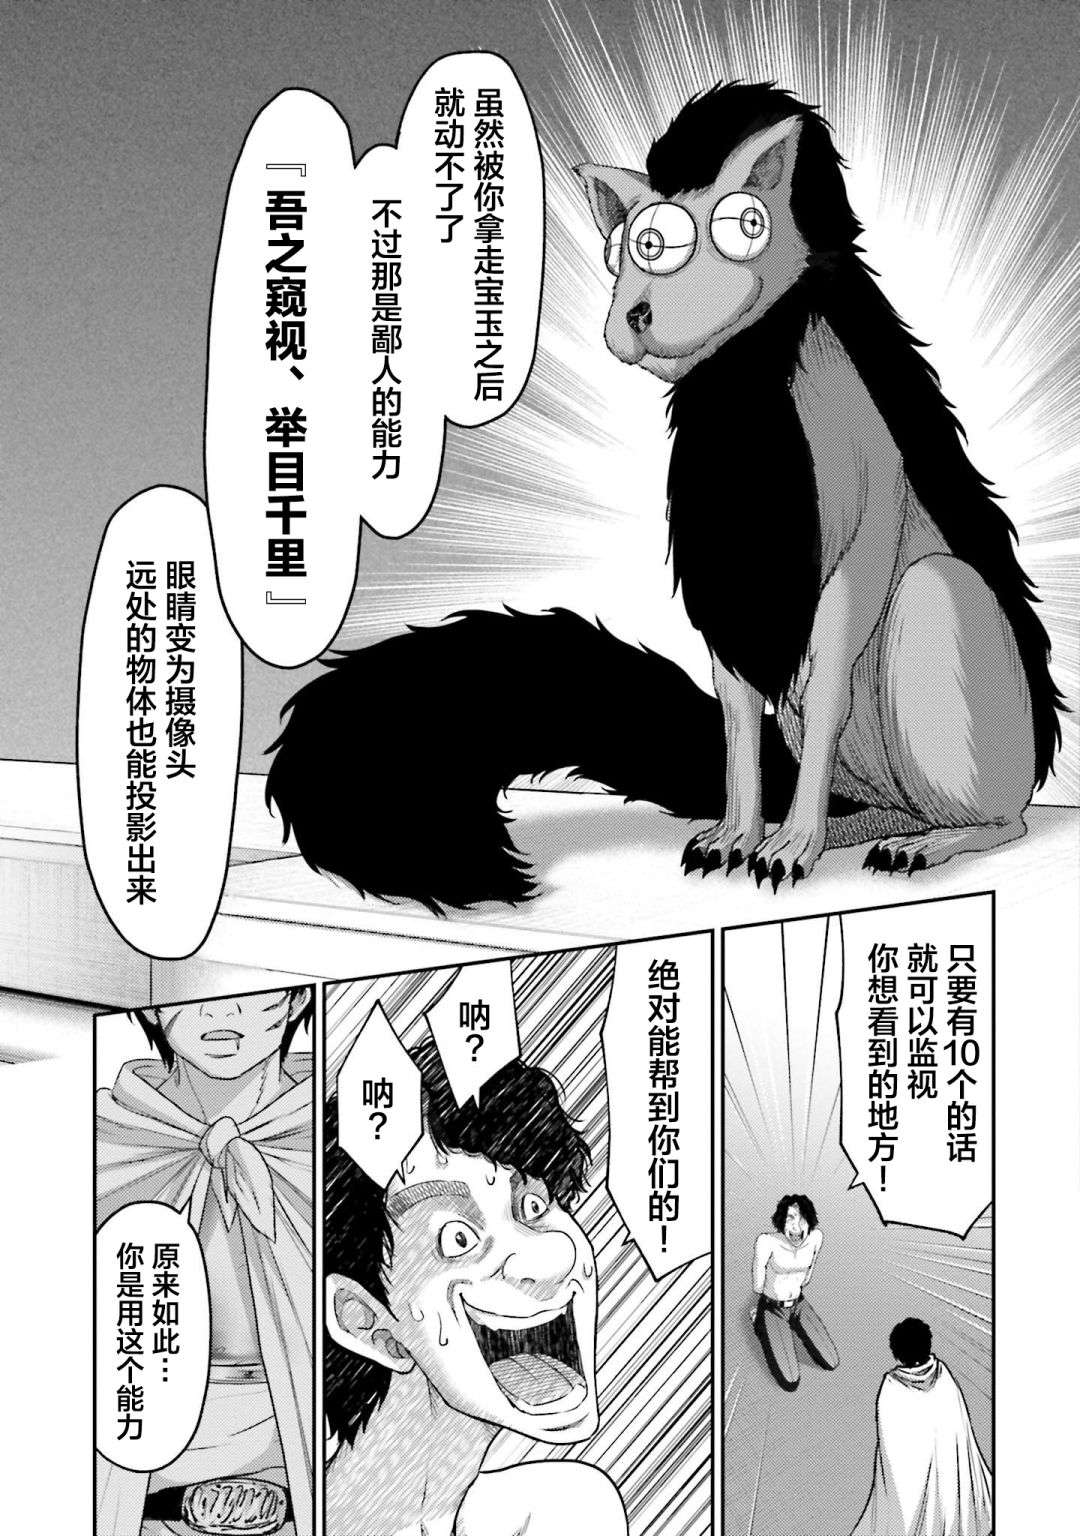 虽然被你拿走宝玉之后
就动不了了
不过那是鄙人的能力
『吾之窥视、举目千里』
眼睛变为摄像头
远处的物体也能投影出来
只要有10个的话
就可以监视
你想看到的地方！
绝对能帮到你们的！
呐？
呐？
原来如此…
你是用这个能力